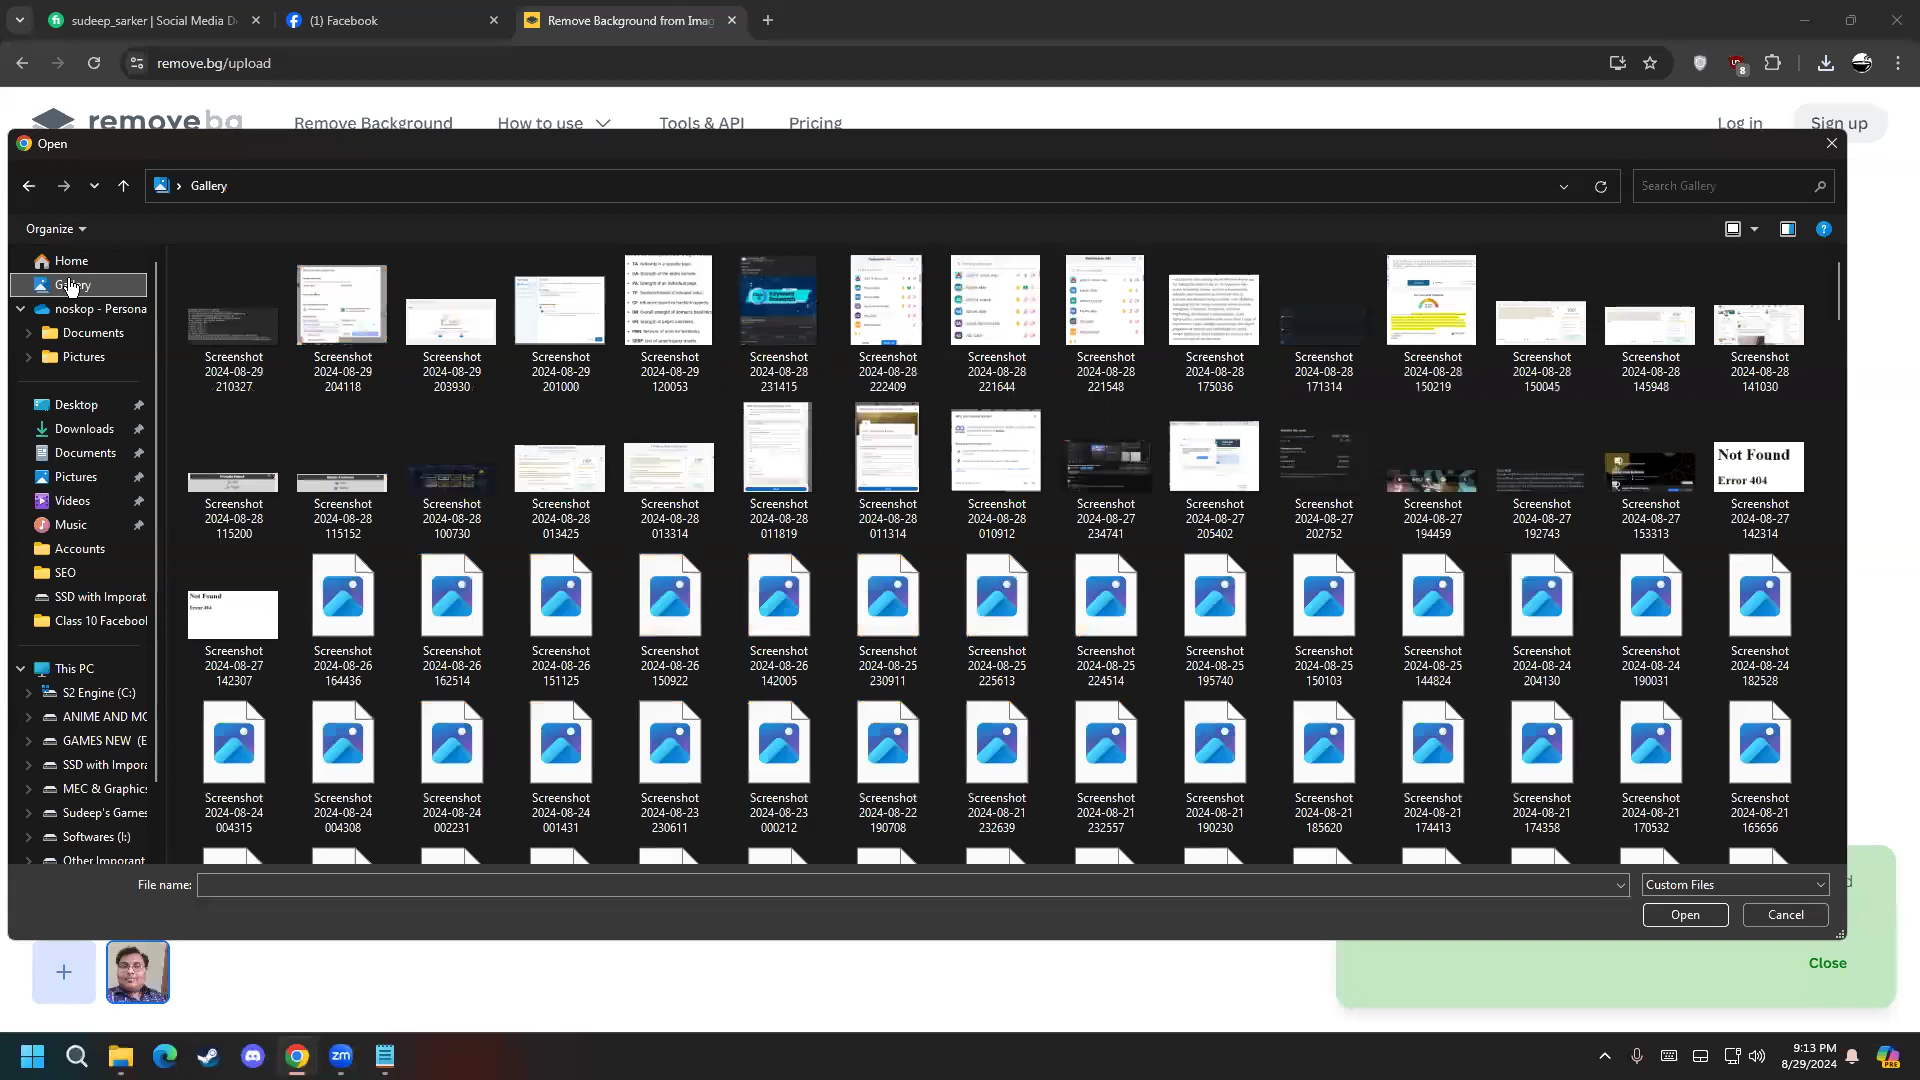 sudeep_sarker | Social Media D
(1) Facebook
Remove Background from Imag
remove.bg/upload
8
removebg
Remove Background
How to use
Tools & API
Pricing
Log in
Sign up
Open
Gallery
Search Gallery
Organize
Home
Gallery
noskop - Persona
Documents
Pictures
Desktop
Downloads
Documents
Pictures
Videos
Music
Accounts
SEO
SSD with Imporat
Class 10 Facebool
This PC
S2 Engine (C:)
ANIME AND MO
GAMES NEW (E
SSD with Impora
MEC & Graphics
Sudeep's Games
Softwares (I:)
Other Imporant
Screenshot 2024-08-29 210327
Screenshot 2024-08-29 204118
Screenshot 2024-08-29 203930
Screenshot 2024-08-29 201000
Screenshot 2024-08-29 120053
Screenshot 2024-08-28 231415
Screenshot 2024-08-28 222409
Screenshot 2024-08-28 221644
Screenshot 2024-08-28 221548
Screenshot 2024-08-28 175036
Screenshot 2024-08-28 171314
Screenshot 2024-08-28 150219
Screenshot 2024-08-28 150045
Screenshot 2024-08-28 145948
Screenshot 2024-08-28 141030
Not Found
Error 404
Screenshot 2024-08-28 115200
Screenshot 2024-08-28 115152
Screenshot 2024-08-28 100730
Screenshot 2024-08-28 013425
Screenshot 2024-08-28 013314
Screenshot 2024-08-28 011819
Screenshot 2024-08-28 011314
Screenshot 2024-08-28 010912
Screenshot 2024-08-27 234741
Screenshot 2024-08-27 205402
Screenshot 2024-08-27 202752
Screenshot 2024-08-27 194459
Screenshot 2024-08-27 192743
Screenshot 2024-08-27 153313
Screenshot 2024-08-27 142314
Not Found
Error 404
Screenshot 2024-08-27 142307
Screenshot 2024-08-26 164436
Screenshot 2024-08-26 162514
Screenshot 2024-08-26 151125
Screenshot 2024-08-26 150922
Screenshot 2024-08-26 142005
Screenshot 2024-08-25 230911
Screenshot 2024-08-25 225613
Screenshot 2024-08-25 224514
Screenshot 2024-08-25 195740
Screenshot 2024-08-25 150103
Screenshot 2024-08-25 144824
Screenshot 2024-08-24 204130
Screenshot 2024-08-24 190031
Screenshot 2024-08-24 182528
Screenshot 2024-08-24 004315
Screenshot 2024-08-24 004308
Screenshot 2024-08-24 002231
Screenshot 2024-08-24 001431
Screenshot 2024-08-23 230611
Screenshot 2024-08-23 000212
Screenshot 2024-08-22 190708
Screenshot 2024-08-21 232639
Screenshot 2024-08-21 232557
Screenshot 2024-08-21 190230
Screenshot 2024-08-21 185620
Screenshot 2024-08-21 174413
Screenshot 2024-08-21 174358
Screenshot 2024-08-21 170532
Screenshot 2024-08-21 165656
File name:
Custom Files
Open
Cancel
Close
zm
9:13 PM
8/29/2024